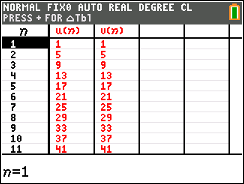 NORMAL FIX0 AUTO REAL DEGREE CL
PRESS + FOR △Tbl
n u(n) v(n)
1 1 1
2 5 5
3 9 9
4 13 13
5 17 17
6 21 21
7 25 25
8 29 29
9 33 33
10 37 37
11 41 41
n=1